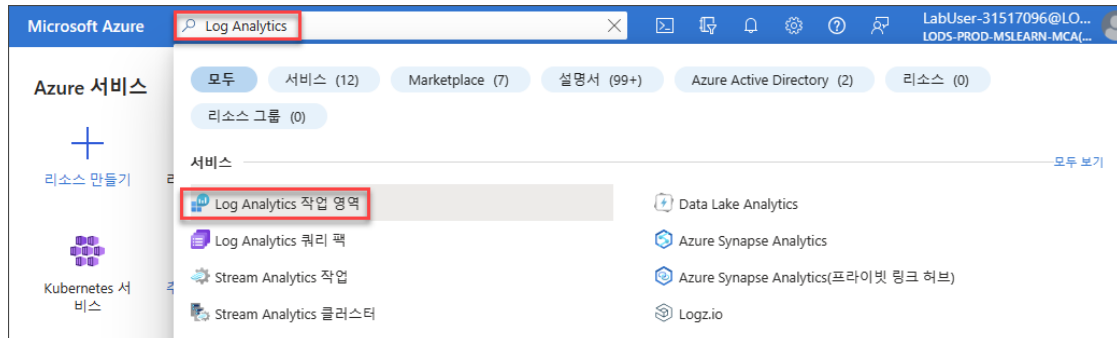 Microsoft Azure
Log Analytics
LabUser-31517096@LO...
LODS-PROD-MSLEARN-MCA(...
Azure 서비스
모두 서비스 (12) Marketplace (7) 설명서 (99+) Azure Active Directory (2) 리소스 (0)
리소스 그룹 (0)
서비스
모두 보기
리소스 만들기
Log Analytics 작업 영역
Data Lake Analytics
Log Analytics 쿼리 팩
Azure Synapse Analytics
Kubernetes 서
비스
Stream Analytics 작업
Azure Synapse Analytics(프라이빗 링크 허브)
Stream Analytics 클러스터
Logz.io